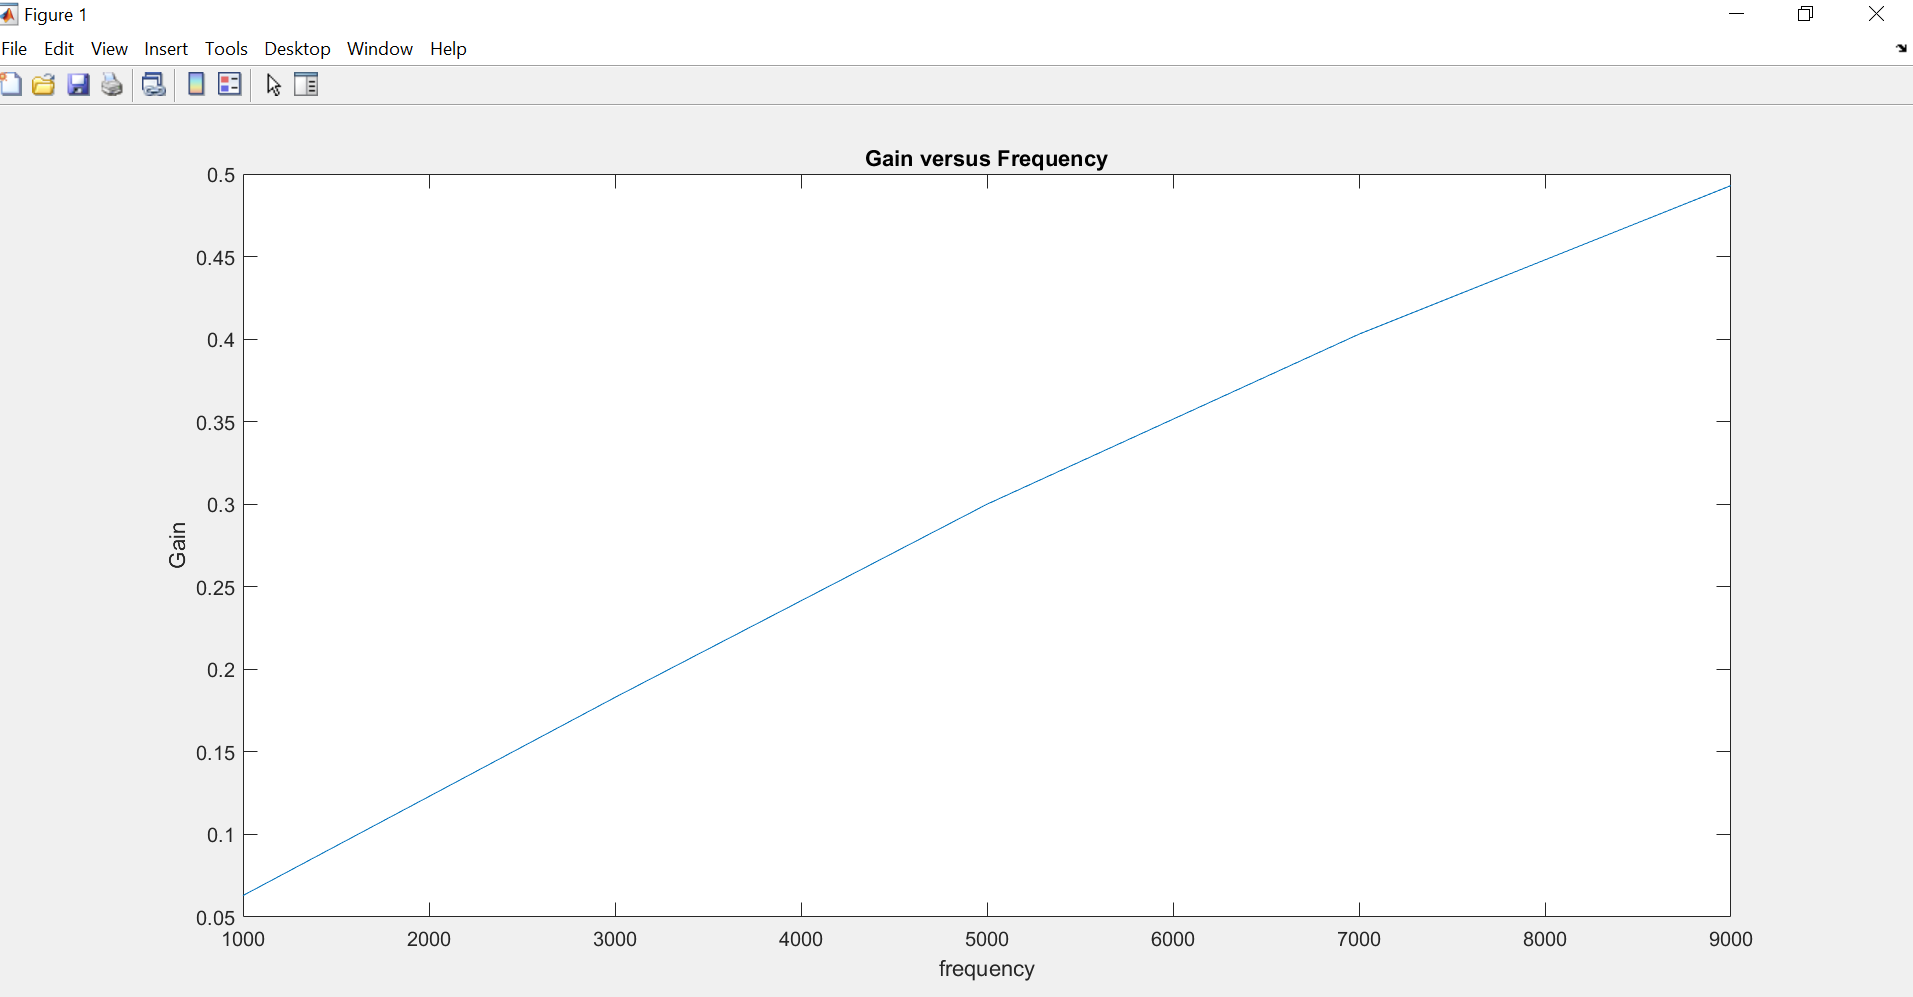 Figure 1
File Edit View Insert Tools Desktop Window Help
Gain versus Frequency
0.5
0.45
0.4
0.35
0.3
0.25
0.2
0.15
0.1
0.05
Gain
1000 2000 3000 4000 5000 6000 7000 8000 9000
frequency